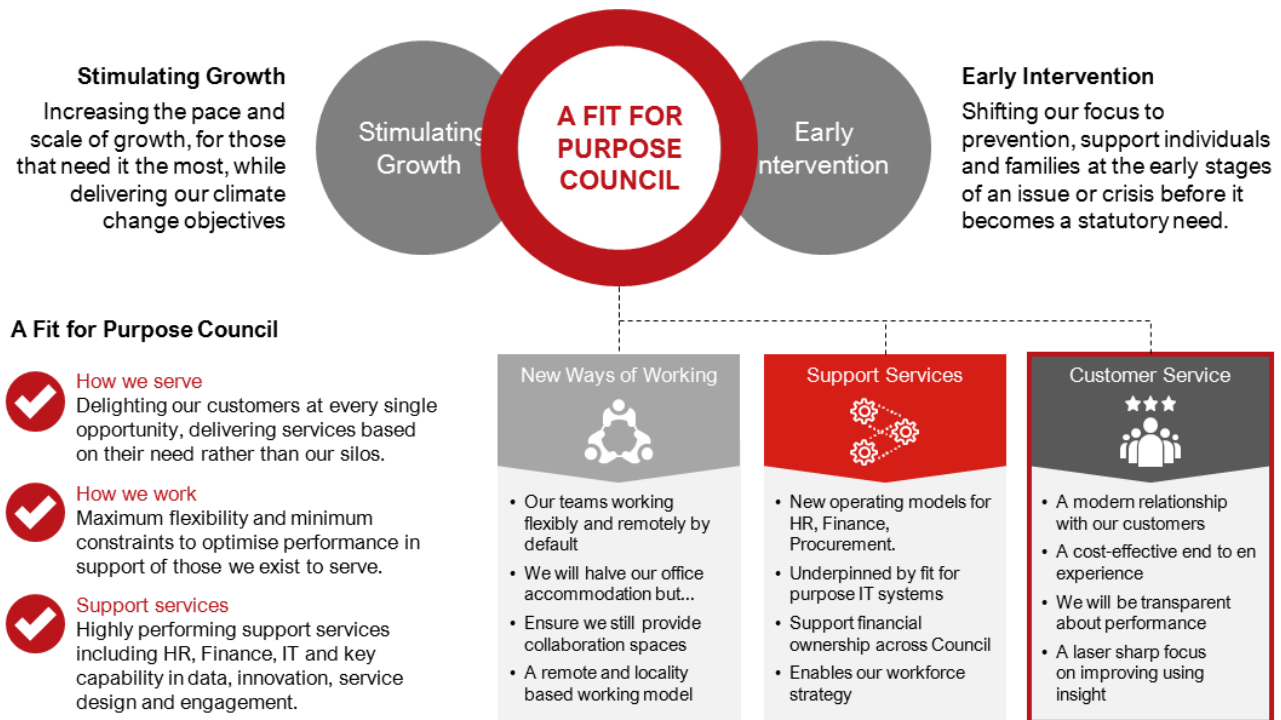 Stimulating Growth
Increasing the pace and
scale of growth, for those
that need it the most, while
delivering our climate
change objectives
Stimulating
Growth
A FIT FOR
PURPOSE
COUNCIL
Early
ntervention
Early Intervention
Shifting our focus to
prevention, support individuals
and families at the early stages
of an issue or crisis before it
becomes a statutory need.
A Fit for Purpose Council
How we serve
Delighting our customers at every single
opportunity, delivering services based
on their need rather than our silos.
How we work
Maximum flexibility and minimum
constraints to optimise performance in
support of those we exist to serve.
Support services
Highly performing support services
including HR, Finance, IT and key
capability in data, innovation, service
design and engagement.
New Ways of Working
• Our teams working
flexibly and remotely by
default
• We will halve our office
accommodation but...
• Ensure we still provide
collaboration spaces
• A remote and locality
based working model
Support Services
• New operating models for
HR, Finance,
Procurement.
• Underpinned by fit for
purpose IT systems
• Support financial
ownership across Council
• Enables our workforce
strategy
Customer Service
• A modern relationship
with our customers
• A cost-effective end to en
experience
• We will be transparent
about performance
• A laser sharp focus
on improving using
insight